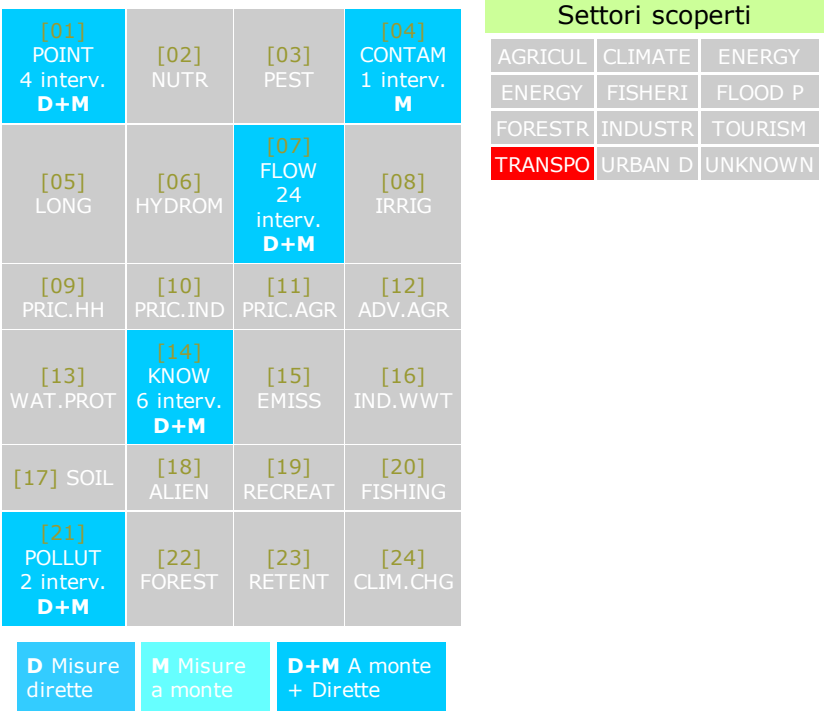 [01]
POINT
4 interv.
D+M
[02]
NUTR
[03]
PEST
[04]
CONTAM
1 interv.
M
[05]
LONG
[06]
HYDROM
[07]
FLOW
24
interv.
D+M
[08]
IRRIG
[09]
PRIC.HH
[10]
PRIC.IND
[11]
PRIC.AGR
[12]
ADV.AGR
[13]
WAT.PROT
[14]
KNOW
6 interv.
D+M
[15]
EMISS
[16]
IND.WWT
[17] SOIL
[18]
ALIEN
[19]
RECREAT
[20]
FISHING
[21]
POLLUT
2 interv.
D+M
[22]
FOREST
[23]
RETENT
[24]
CLIM.CHG
D Misure
dirette
M Misure
a monte
D+M A monte
+ Dirette
Settori scoperti
AGRICUL CLIMATE ENERGY
ENERGY FISHERI FLOOD P
FORESTR INDUSTR TOURISM
TRANSPO URBAN D UNKNOWN